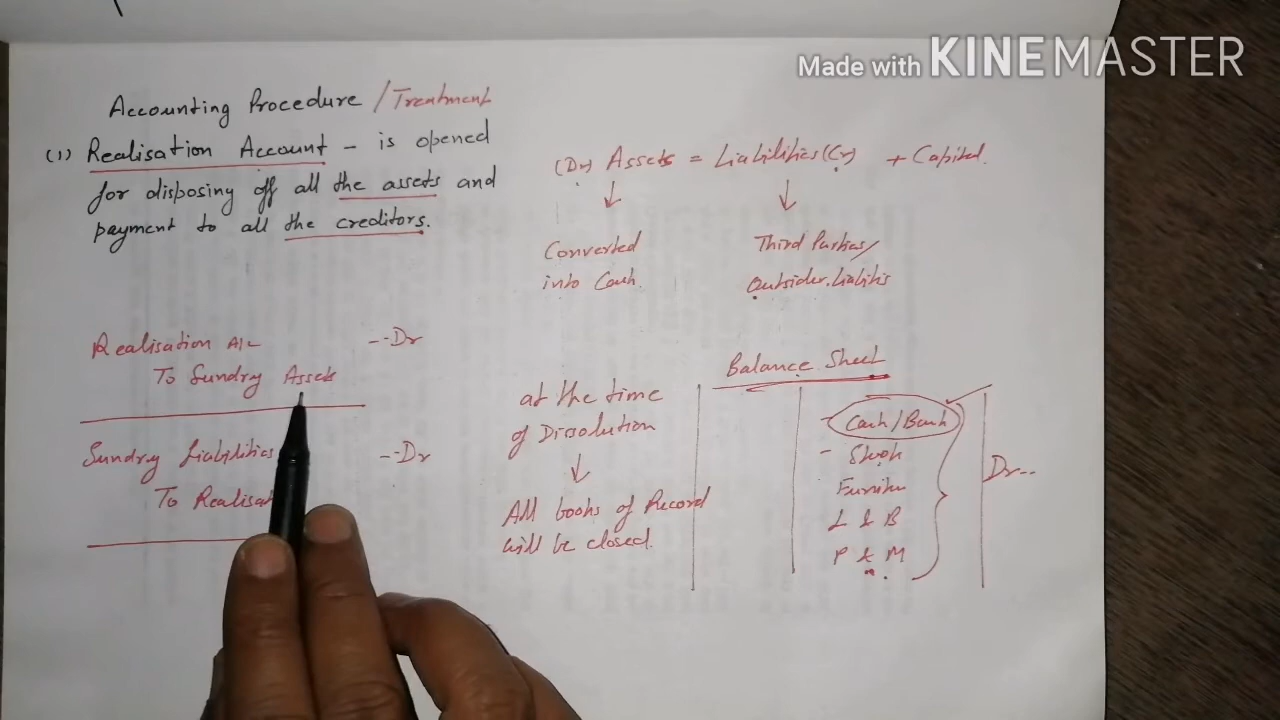 Made with KINEMASTER
Accounting Procedure / Treatment
(1) Realisation Account - is opened
for disposing off all the assets and
payment to all the creditors.
(Dr) Assets = Liabilities (Cr) + Capital.
Converted
into Cash.
Third Parties/
Outsider. Lialitis
Realisation A/c --Dr
To Sundry Assets
Sundry Liabilities --Dr
To Realisat
at the time
of Dissolution
All books of Record
will be closed.
Balance Sheet
- Cash/Bank
- Stock
Furnitu
L & B
P & M
Dr--